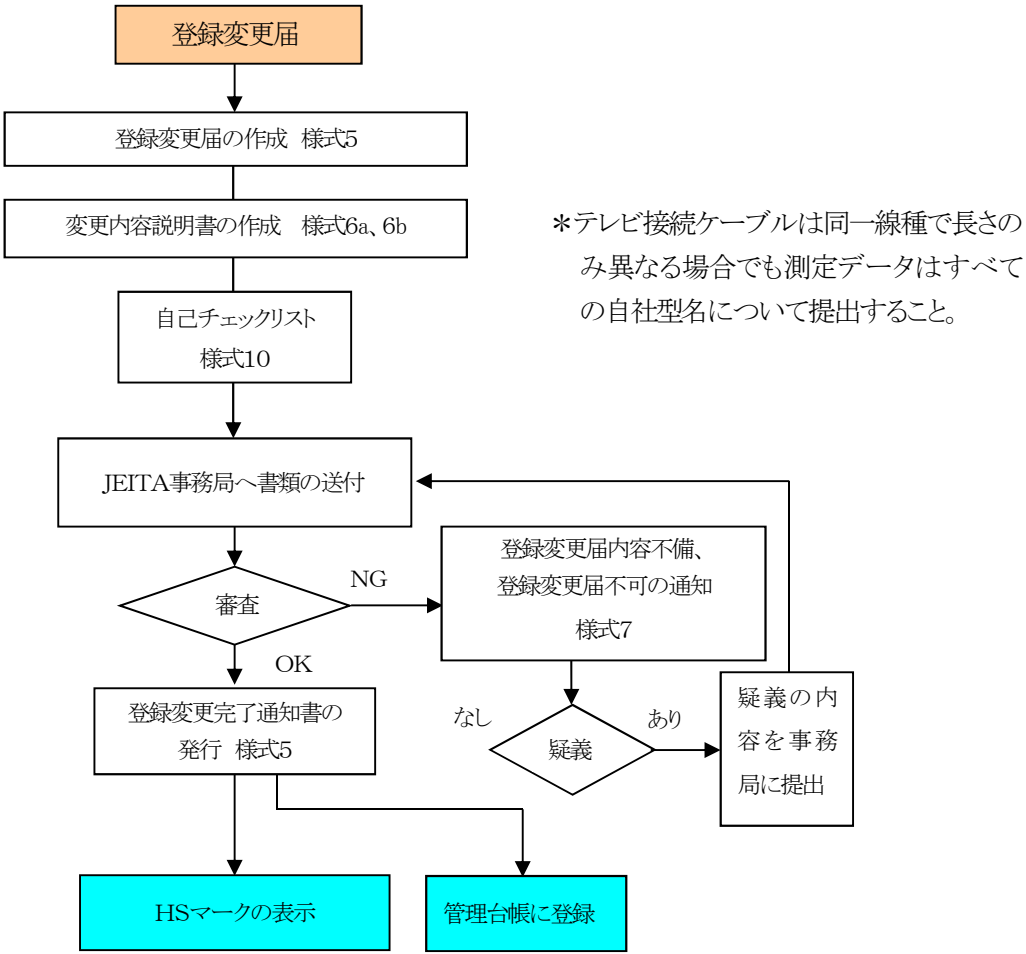 登録変更届
登録変更届の作成 様式5
変更内容説明書の作成 様式6a、6b
＊テレビ接続ケーブルは同一線種で長さの
み異なる場合でも測定データはすべて
の自社型名について提出すること。
自己チェックリスト
様式10
JEITA事務局へ書類の送付
登録変更届内容不備、
登録変更届不可の通知
様式7
NG
審査
OK
登録変更完了通知書の
発行 様式5
なし
あり
疑義
疑義の内
容を事務
局に提出
HSマークの表示
管理台帳に登録